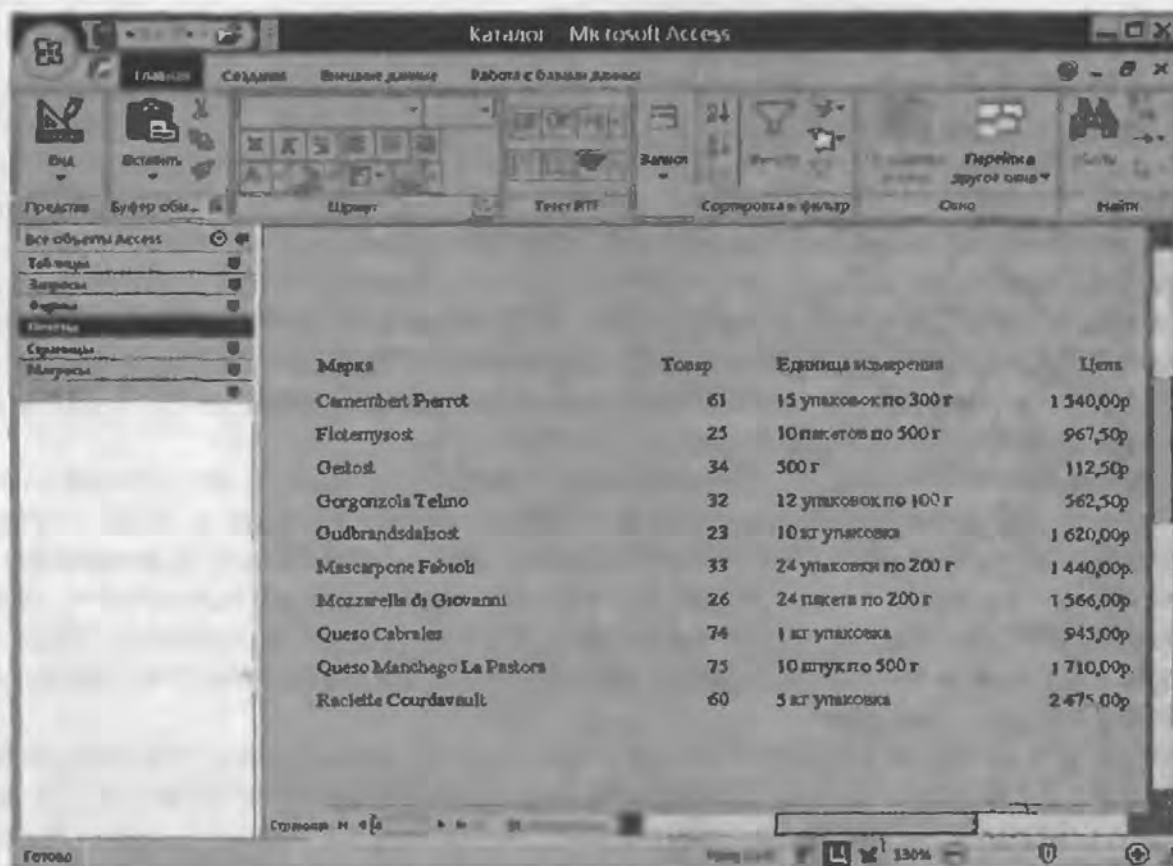 Каталог Microsoft Access
Главная Создание Внешние данные Работа с базами данных
Вид
Вставить
Записи
Перейти в
другое окно
Представ Буфер обм... Шрифт Текст RTF Сортировка и фильтр Окно Найти
Все объекты Access
Таблицы
Запросы
Формы
Отчеты
Страницы
Макросы
Марка Товар Единица измерения Цена
Camembert Pierrot 61 15 упаковок по 300 г 1 540,00р
Flotemysost 25 10 пакетов по 500 г 967,50р
Geitost 34 500 г 112,50р
Gorgonzola Telino 32 12 упаковок по 100 г 562,50р
Gudbrandsdalsost 23 10 кг упаковка 1 620,00р
Mascarpone Fabioli 33 24 упаковки по 200 г 1 440,00р.
Mozzarella di Giovanni 26 24 пакета по 200 г 1 566,00р
Queso Cabrales 74 1 кг упаковка 945,00р
Queso Manchego La Pastora 75 10 штук по 500 г 1 710,00р.
Raclette Courdavault 60 5 кг упаковка 2 475,00р
Страница
Готово 130%